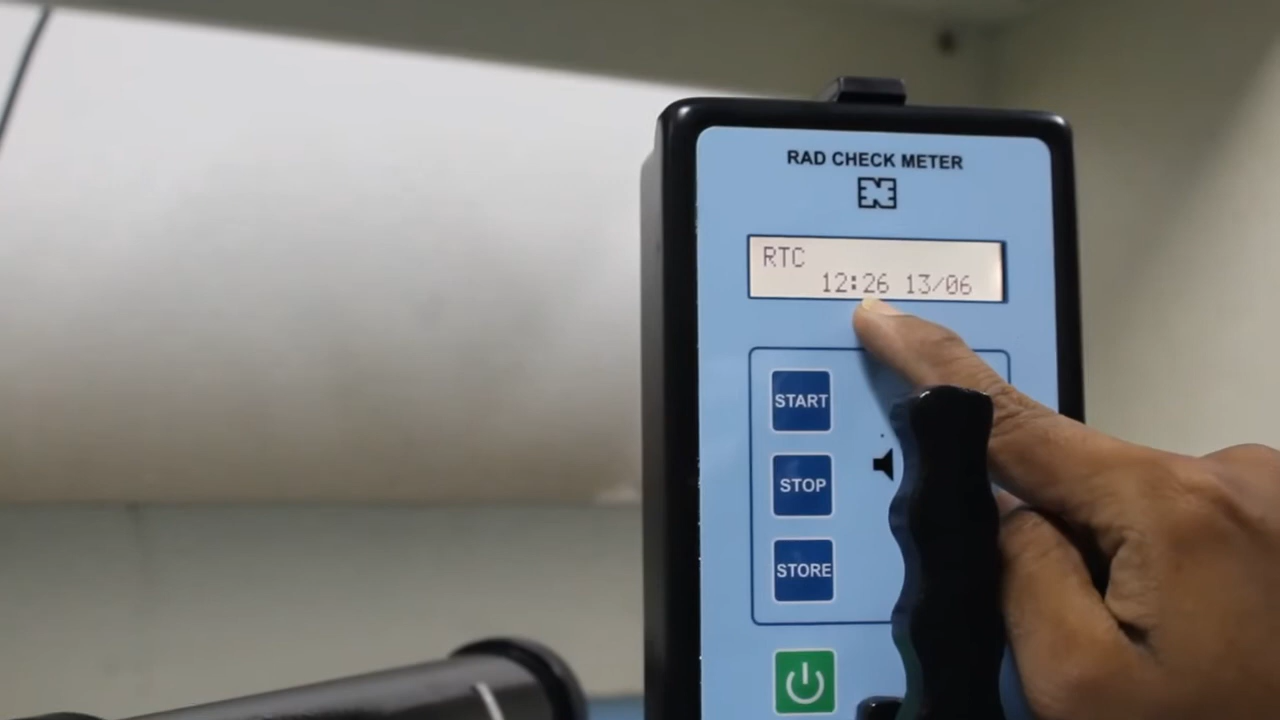 RAD CHECK METER
RTC
12:26 13/06
START
STOP
STORE